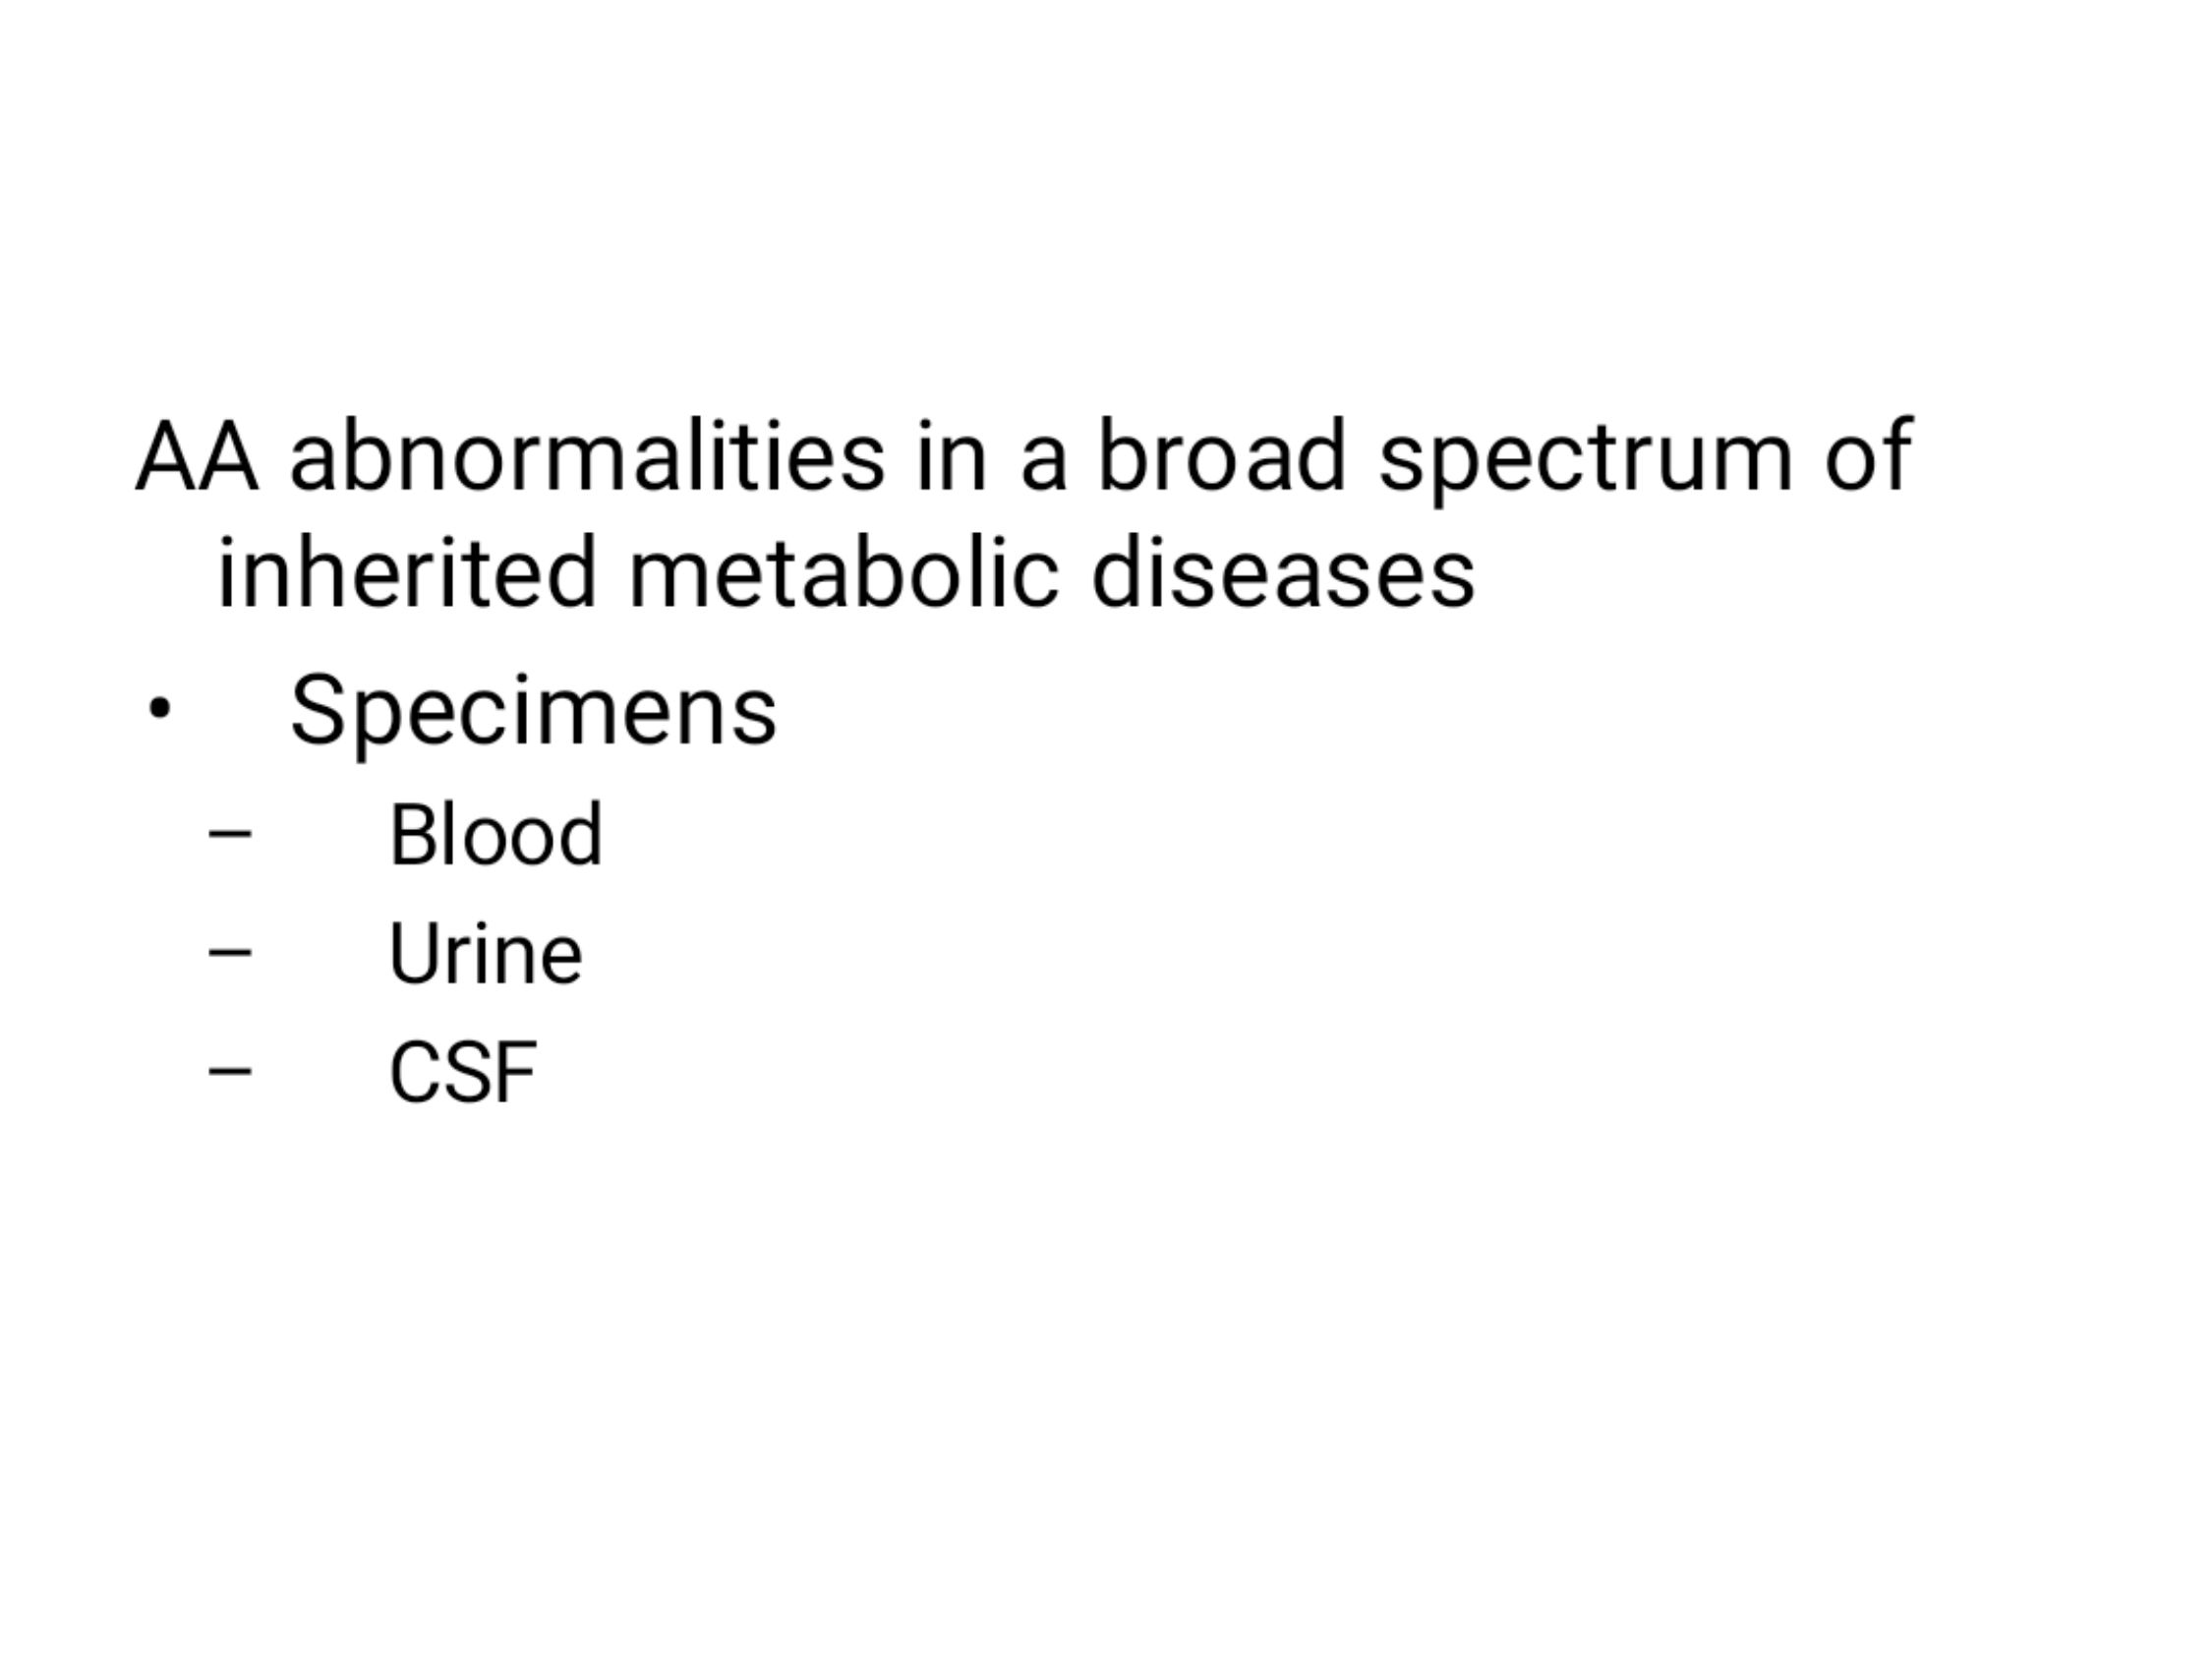 AA abnormalities in a broad spectrum of
inherited metabolic diseases
• Specimens
– Blood
– Urine
– CSF